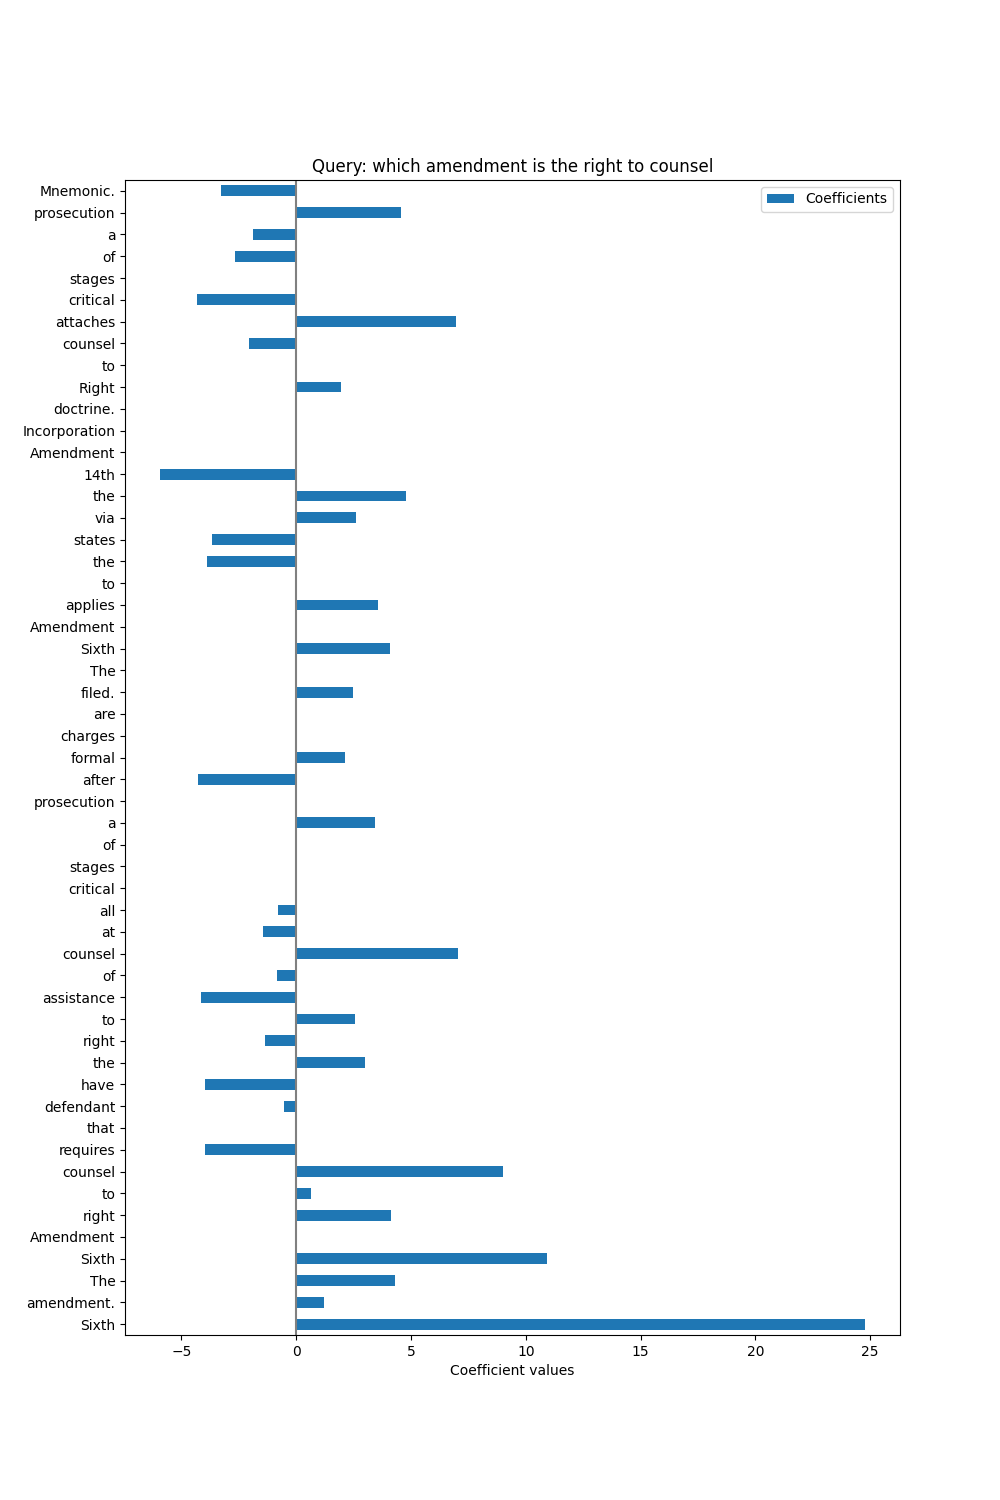 Query: which amendment is the right to counsel
Coefficients
Mnemonic.
prosecution
a
of
stages
critical
attaches
counsel
to
Right
doctrine.
Incorporation
Amendment
14th
the
via
states
the
to
applies
Amendment
Sixth
The
filed.
are
charges
formal
after
prosecution
a
of
stages
critical
all
at
counsel
of
assistance
to
right
the
have
defendant
that
requires
counsel
to
right
Amendment
Sixth
The
amendment.
Sixth
−5 0 5 10 15 20 25
Coefficient values